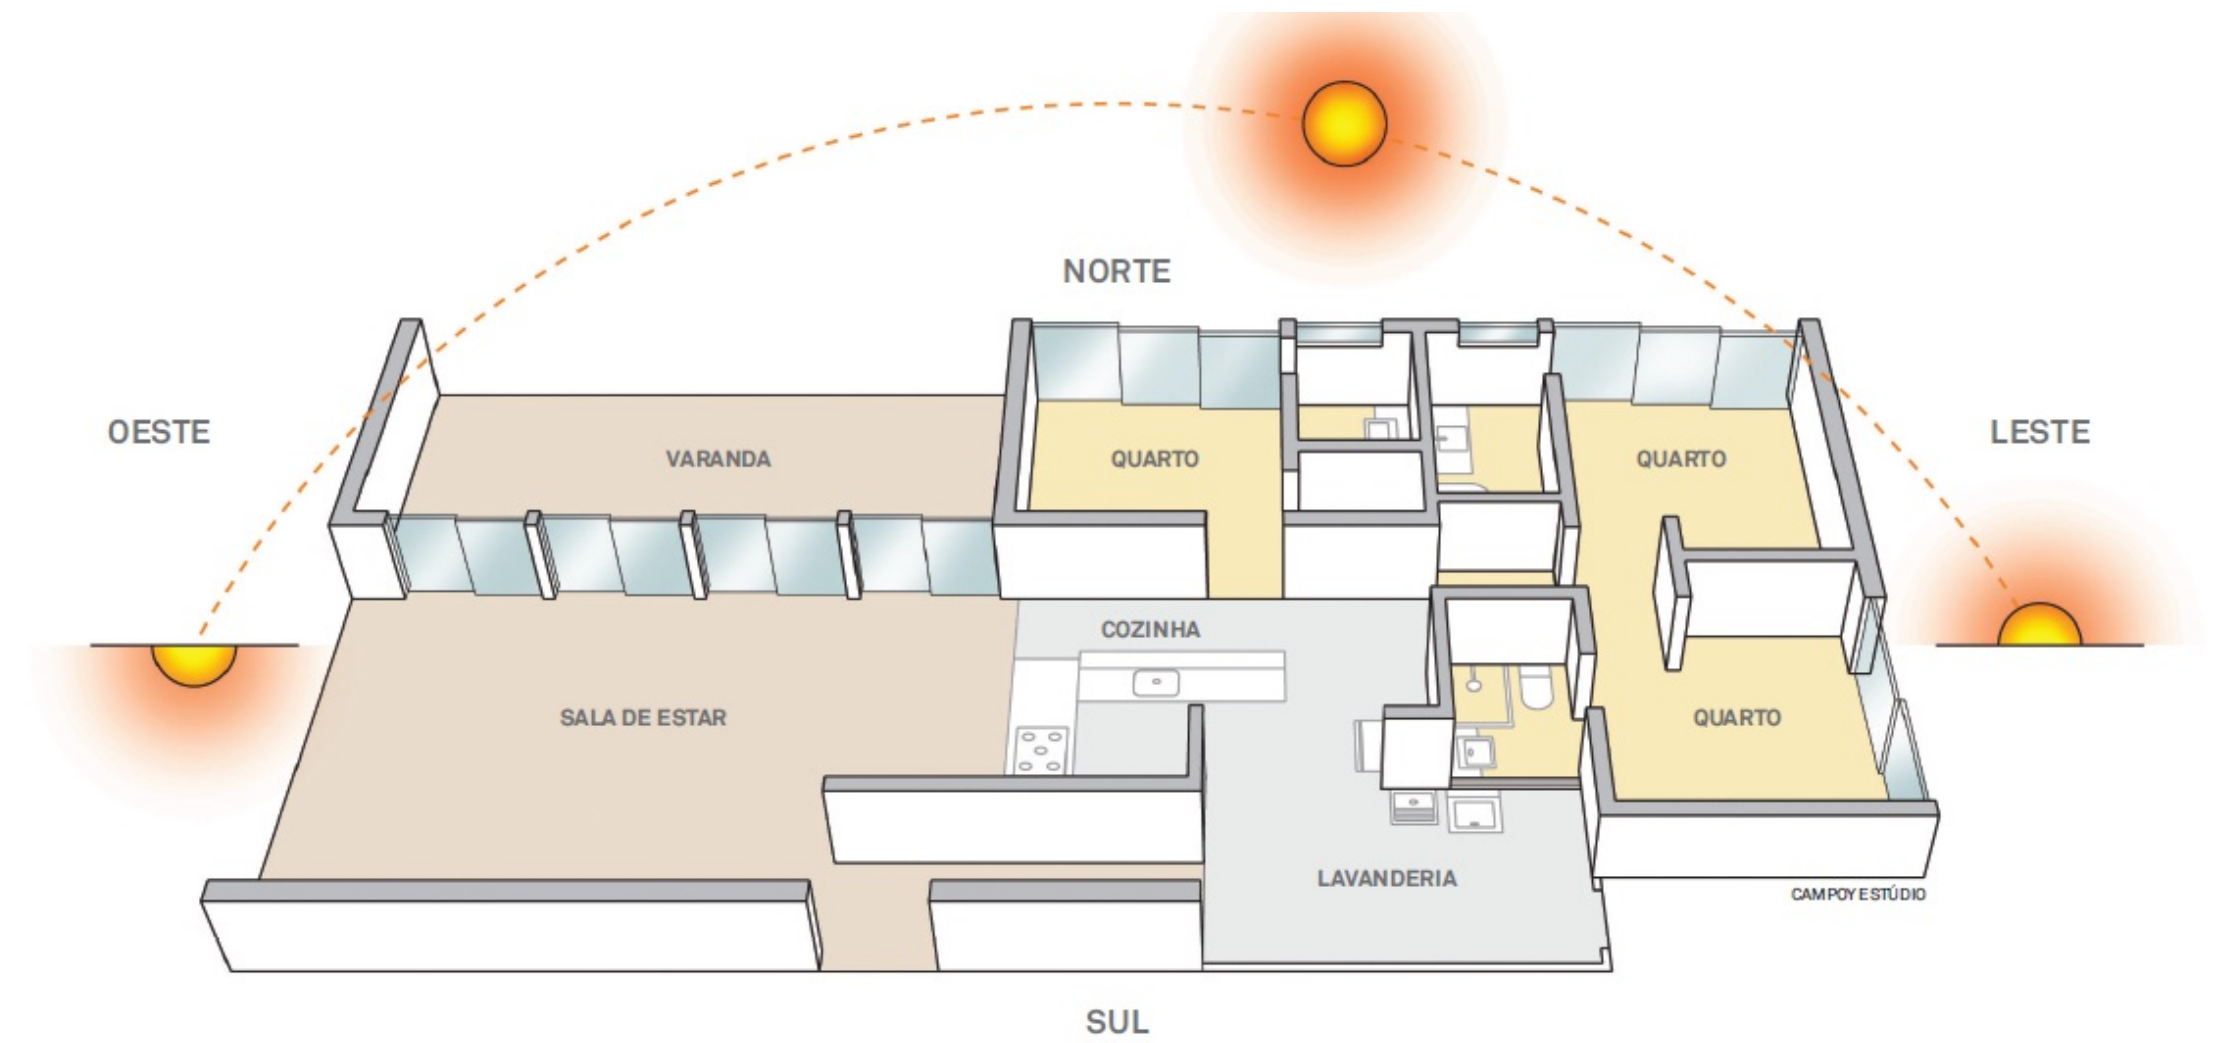 NORTE
OESTE
LESTE
VARANDA
QUARTO
QUARTO
COZINHA
SALA DE ESTAR
QUARTO
LAVANDERIA
CAMPOY ESTÚDIO
SUL